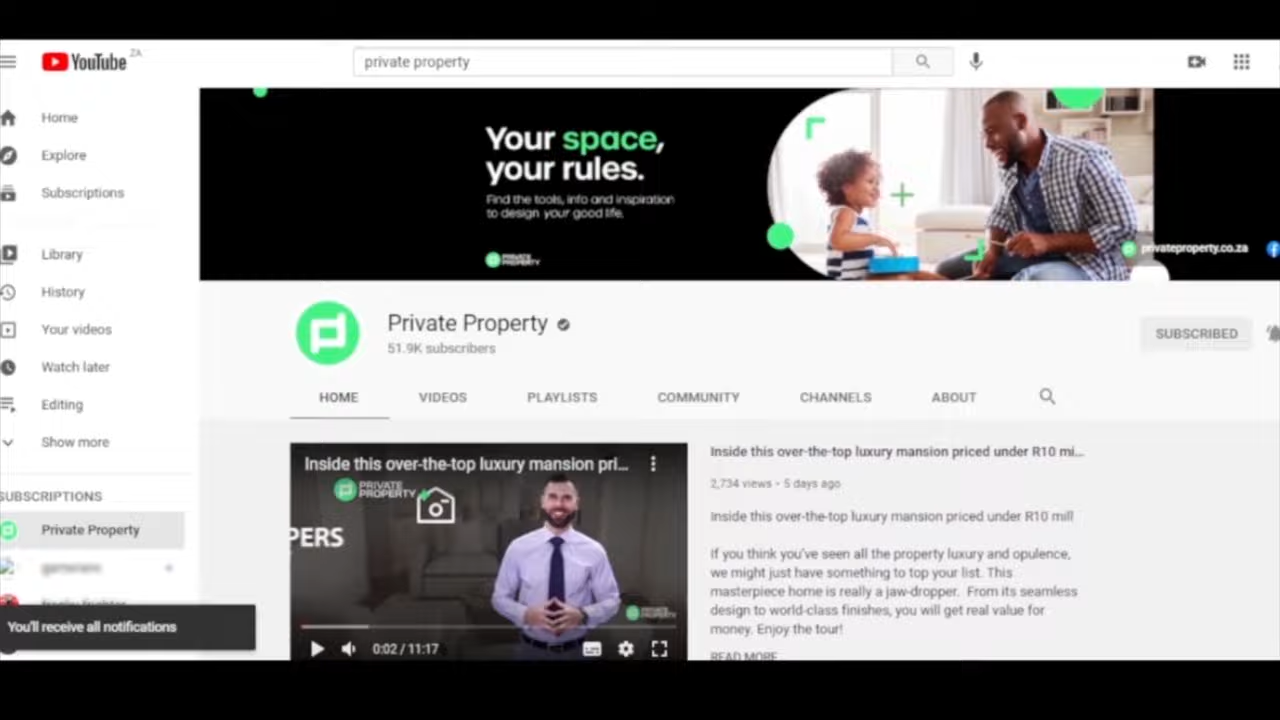 YouTube ZA
private property
Home
Explore
Subscriptions
Library
History
Your videos
Watch later
Editing
Show more
SUBSCRIPTIONS
Private Property
You'll receive all notifications
Your space,
your rules.
Find the tools, info and inspiration
to design your good life.
PRIVATE
PROPERTY
privateproperty.co.za
Private Property
51.9K subscribers
SUBSCRIBED
HOME VIDEOS PLAYLISTS COMMUNITY CHANNELS ABOUT
Inside this over-the-top luxury mansion pri...
PRIVATE
PROPERTY
PERS
PRIVATE
PROPERTY
0:02 / 11:17
Inside this over-the-top luxury mansion priced under R10 mi...
2,734 views • 5 days ago
Inside this over-the-top luxury mansion priced under R10 mill
If you think you've seen all the property luxury and opulence,
we might just have something to top your list. This
masterpiece home is really a jaw-dropper. From its seamless
design to world-class finishes, you will get real value for
money. Enjoy the tour!
READ MORE